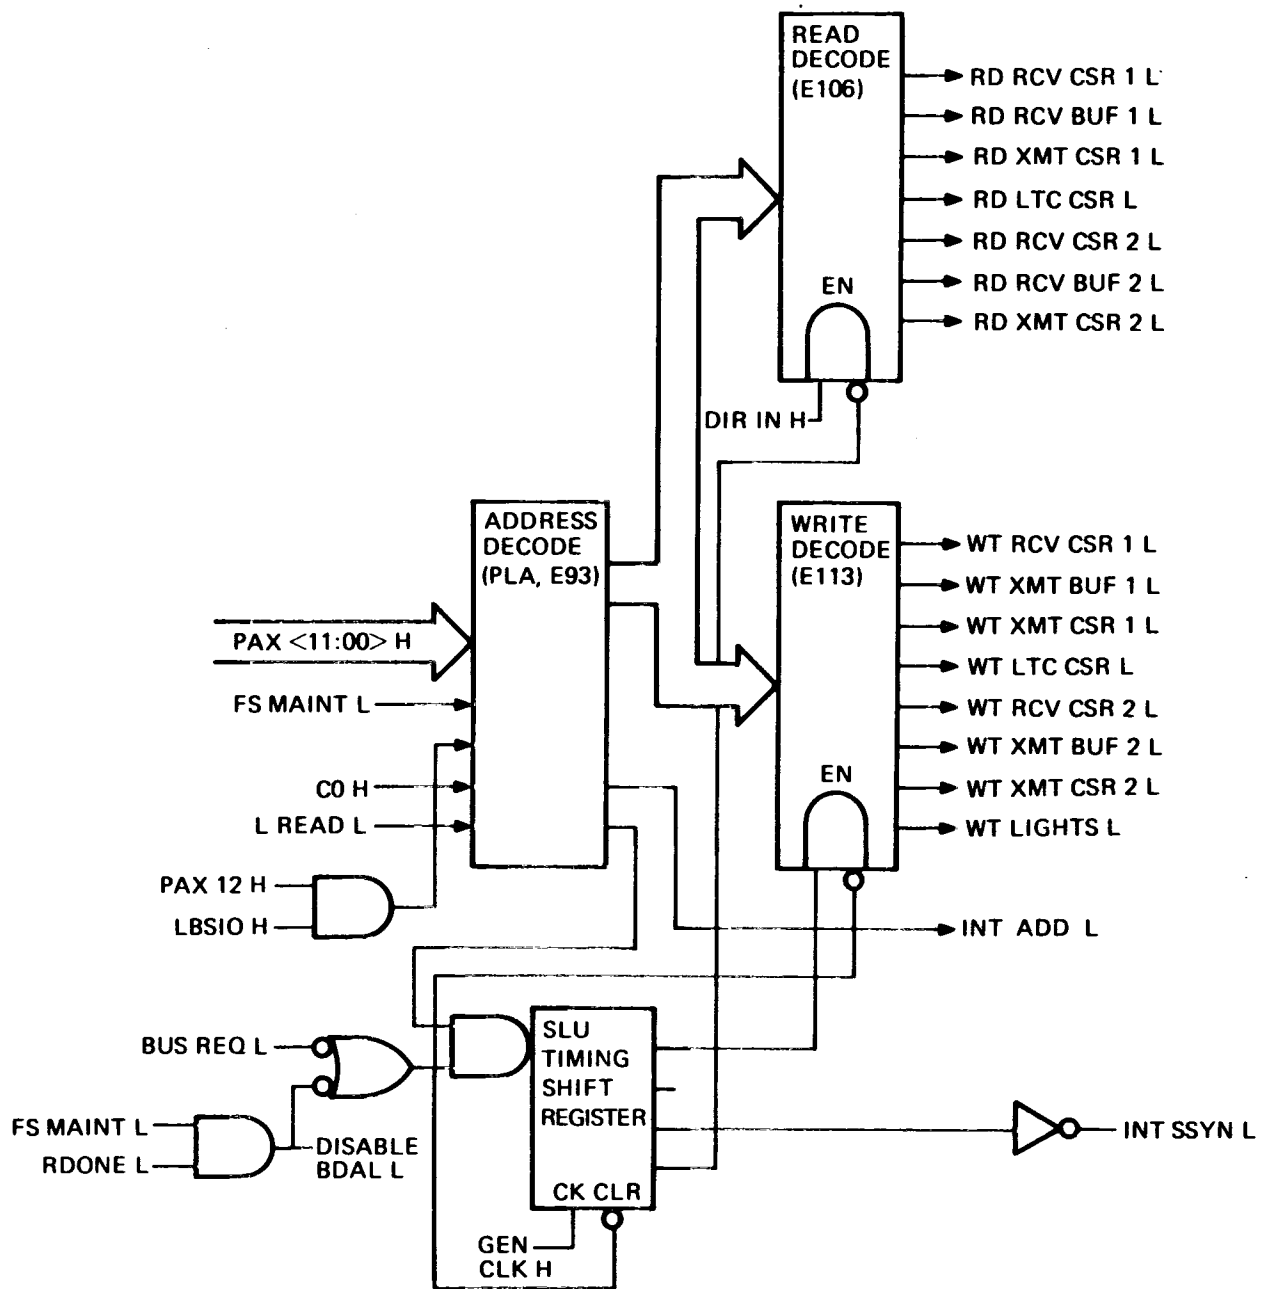 READ
DECODE
(E106)
RD RCV CSR 1 L
RD RCV BUF 1 L
RD XMT CSR 1 L
RD LTC CSR L
RD RCV CSR 2 L
RD RCV BUF 2 L
RD XMT CSR 2 L
EN
DIR IN H
ADDRESS
DECODE
(PLA, E93)
PAX <11:00> H
FS MAINT L
C0 H
L READ L
PAX 12 H
LBSIO H
WRITE
DECODE
(E113)
WT RCV CSR 1 L
WT XMT BUF 1 L
WT XMT CSR 1 L
WT LTC CSR L
WT RCV CSR 2 L
WT XMT BUF 2 L
WT XMT CSR 2 L
WT LIGHTS L
EN
INT ADD L
BUS REQ L
FS MAINT L
RDONE L
DISABLE
BDAL L
SLU
TIMING
SHIFT
REGISTER
CK CLR
GEN
CLK H
INT SSYN L